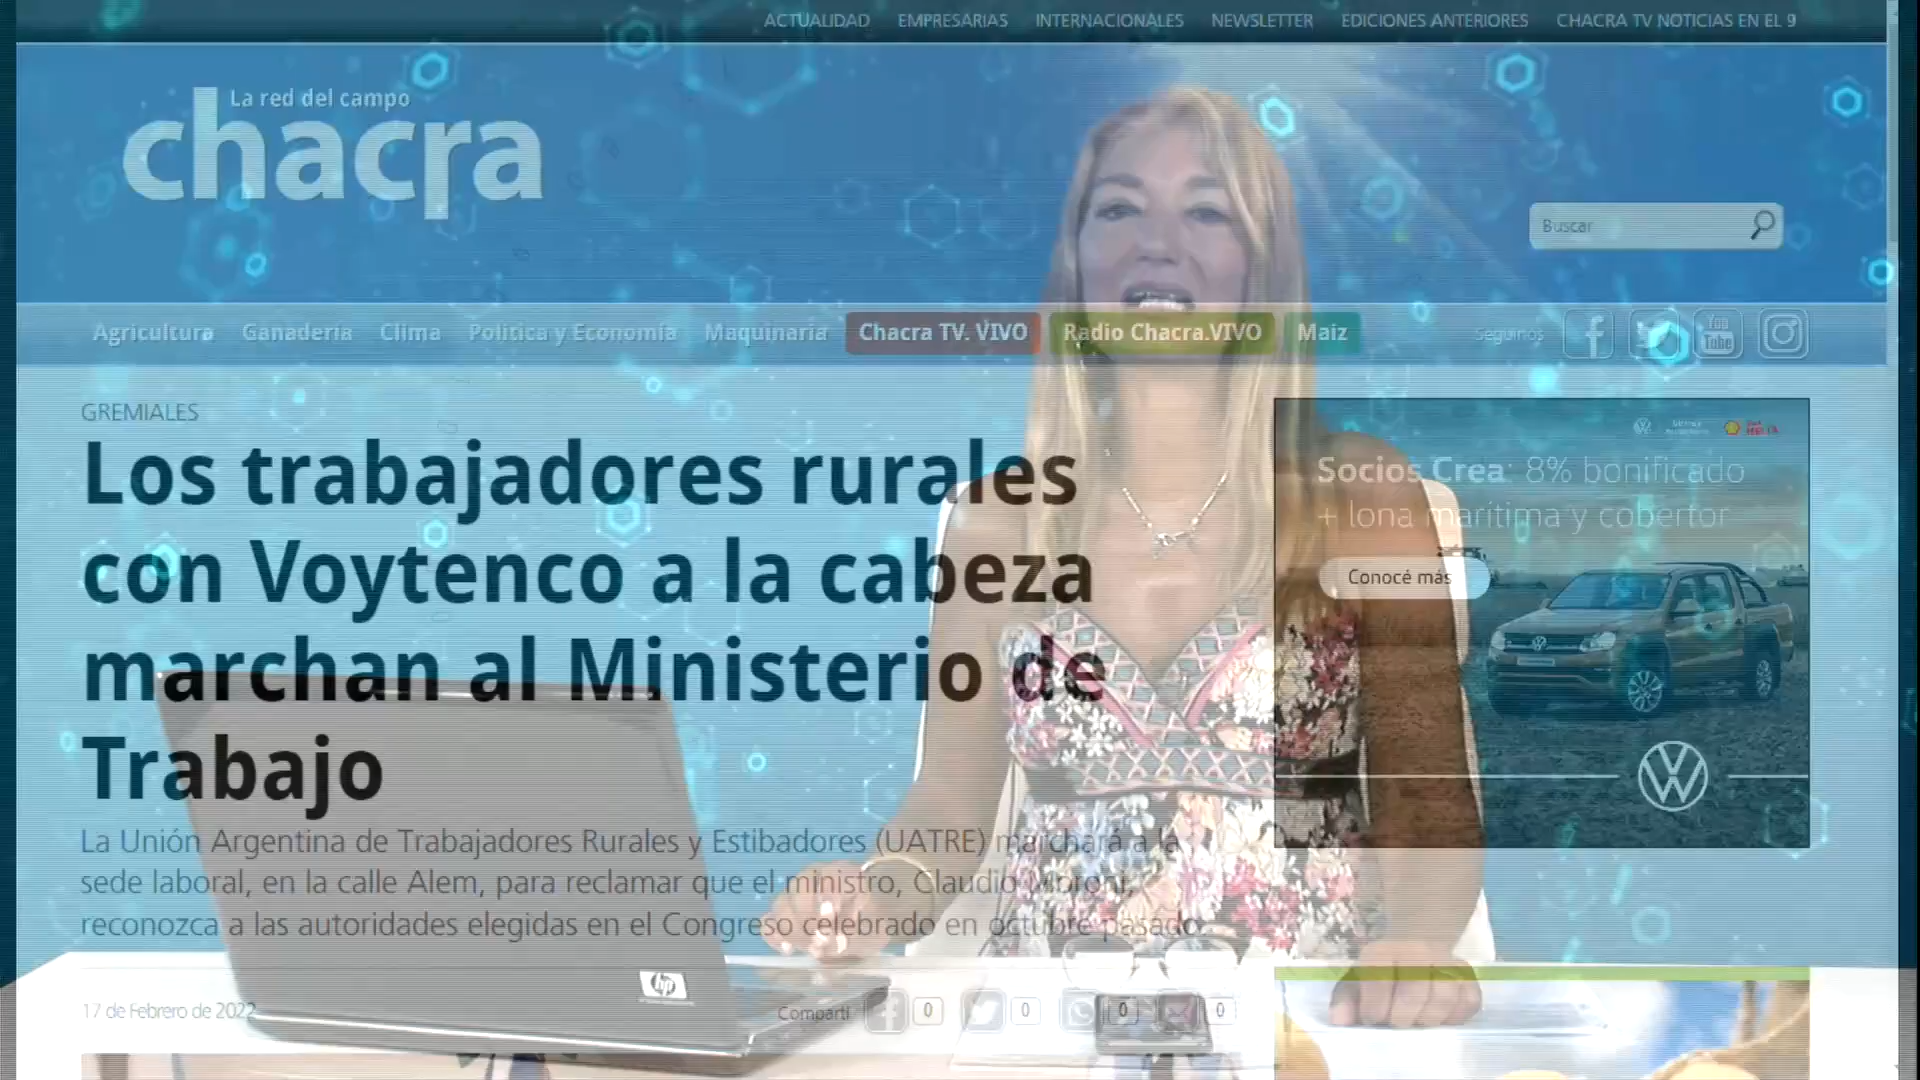 ACTUALIDAD EMPRESARIAS INTERNACIONALES NEWSLETTER EDICIONES ANTERIORES CHACRA TV NOTICIAS EN EL 9
La red del campo
chacra
Buscar
Agricultura Ganadería Clima Política y Economía Maquinaria Chacra TV. VIVO Radio Chacra.VIVO Maiz Seguinos
You
Tube
GREMIALES
Los trabajadores rurales
con Voytenco a la cabeza
marchan al Ministerio de
Trabajo
Socios Crea: 8% bonificado
+ lona marítima y cobertor
Conocé más
La Unión Argentina de Trabajadores Rurales y Estibadores (UATRE) marchará a la
sede laboral, en la calle Alem, para reclamar que el ministro, Claudio Moroni,
reconozca a las autoridades elegidas en el Congreso celebrado en octubre pasado.
hp
17 de Febrero de 2022 Compartí 0 0 0 0